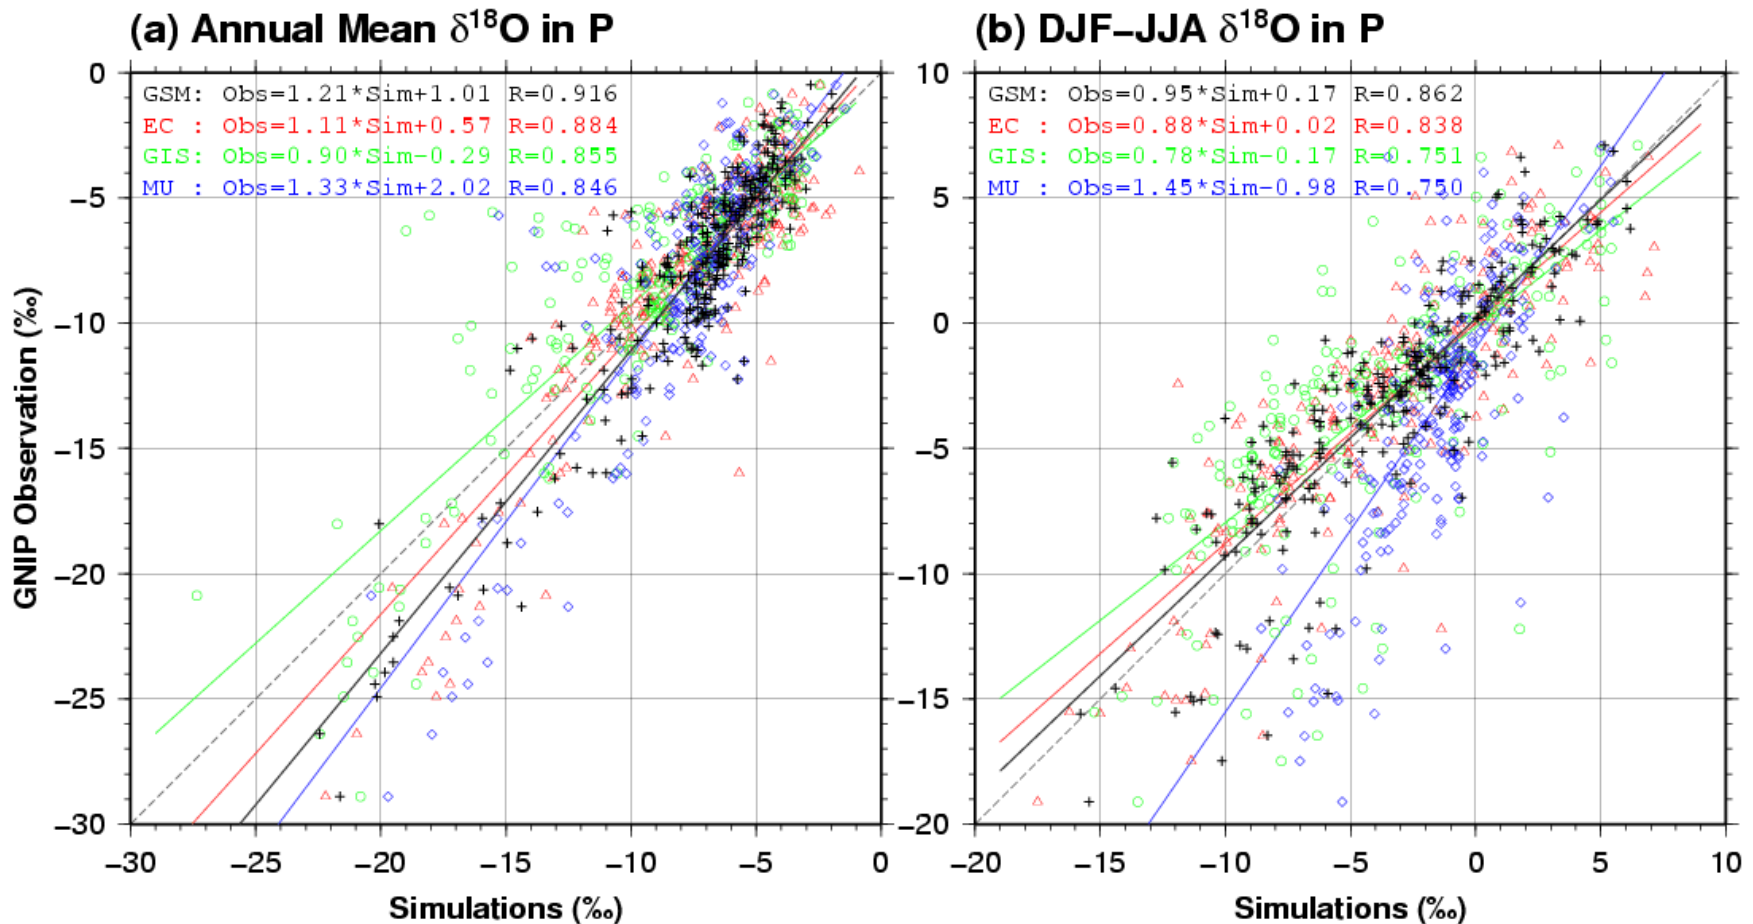 (a) Annual Mean δ¹⁸O in P
(b) DJF−JJA δ¹⁸O in P
GSM: Obs=1.21*Sim+1.01 R=0.916
EC : Obs=1.11*Sim+0.57 R=0.884
GIS: Obs=0.90*Sim−0.29 R=0.855
MU : Obs=1.33*Sim+2.02 R=0.846
GSM: Obs=0.95*Sim+0.17 R=0.862
EC : Obs=0.88*Sim+0.02 R=0.838
GIS: Obs=0.78*Sim−0.17 R=0.751
MU : Obs=1.45*Sim−0.98 R=0.750
GNIP Observation (‰)
0
−5
−10
−15
−20
−25
−30
10
5
0
−5
−10
−15
−20
−30 −25 −20 −15 −10 −5 0
−20 −15 −10 −5 0 5 10
Simulations (‰)
Simulations (‰)